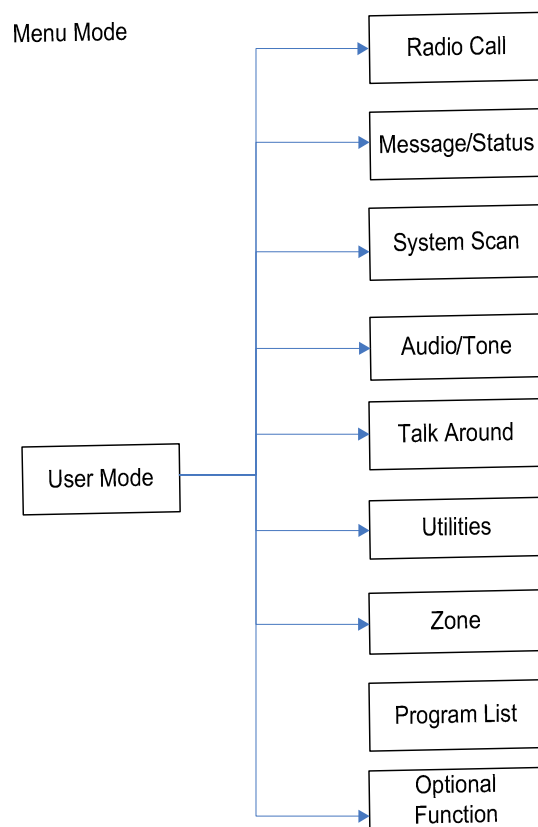 Menu Mode
Radio Call
Message/Status
System Scan
Audio/Tone
Talk Around
User Mode
Utilities
Zone
Program List
Optional
Function